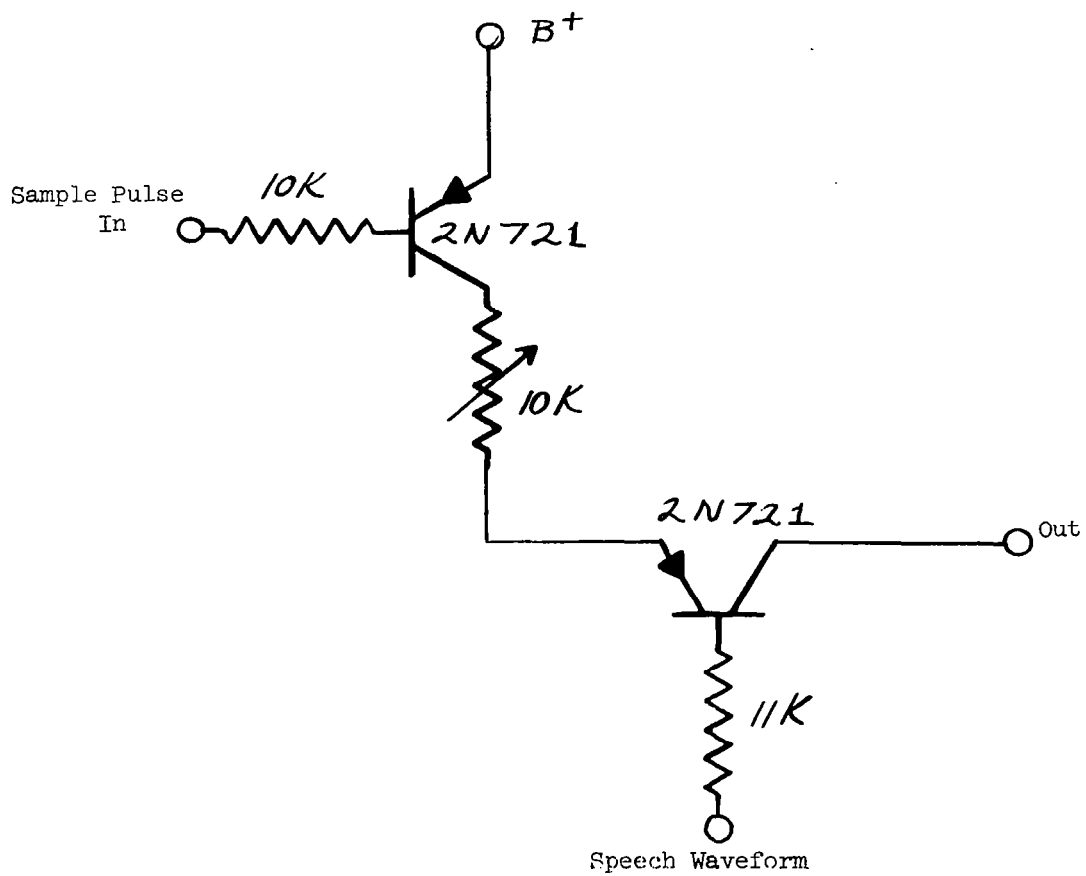 B+
Sample Pulse
In
10K
2N721
10K
2N721
Out
11K
Speech Waveform